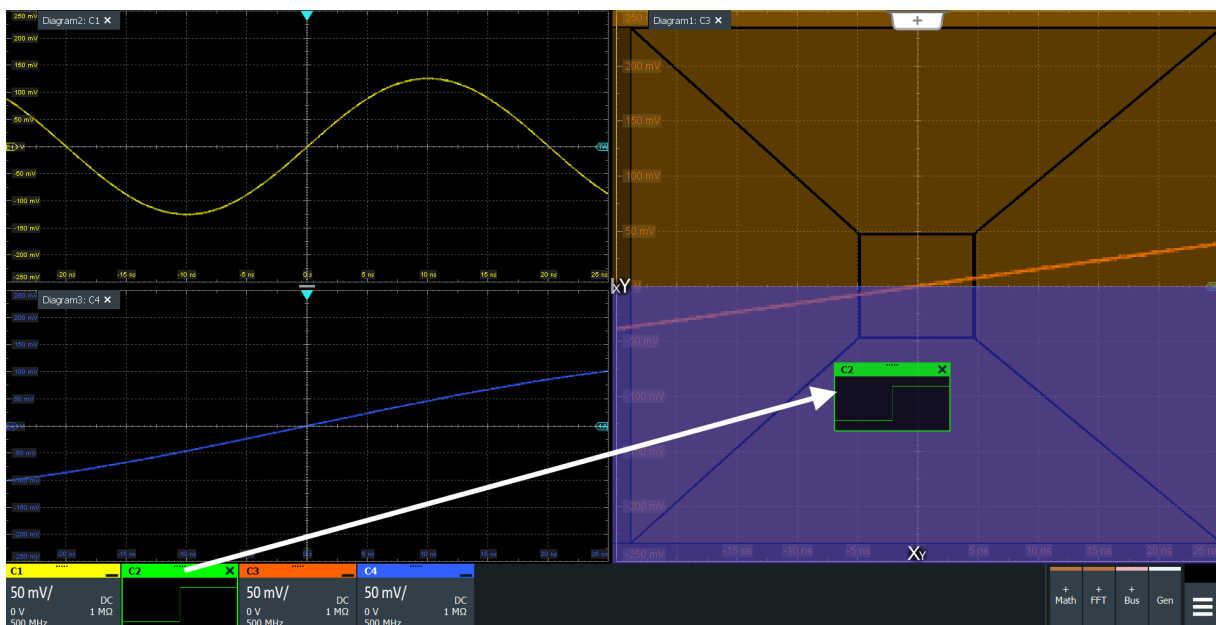 Diagram2: C1 ×
250 mV
200 mV
150 mV
100 mV
50 mV
-50 mV
-100 mV
-150 mV
-200 mV
-250 mV
-20 ns -10 ns 0 s 10 ns 15 ns 20 ns 25 ns
Diagram3: C4 ×
250 mV
200 mV
150 mV
100 mV
50 mV
-50 mV
-100 mV
-150 mV
-200 mV
-250 mV
-20 ns -15 ns -10 ns -5 ns 0 s 5 ns 10 ns 15 ns 20 ns 25 ns
Diagram1: C3 ×
+
250
200 mV
150 mV
100 mV
50 mV
XY
-50 mV
-100 mV
-200 mV
-250 mV
C2 ×
-15 ns -10 ns -5 ns XY 5 ns 10 ns 15 ns 20 ns 25 ns
C1
50 mV/
DC
0 V 1 MΩ
500 MHz
C2 ×
C3
50 mV/
DC
0 V 1 MΩ
500 MHz
C4
50 mV/
DC
0 V 1 MΩ
500 MHz
+ Math
+ FFT
+ Bus
Gen